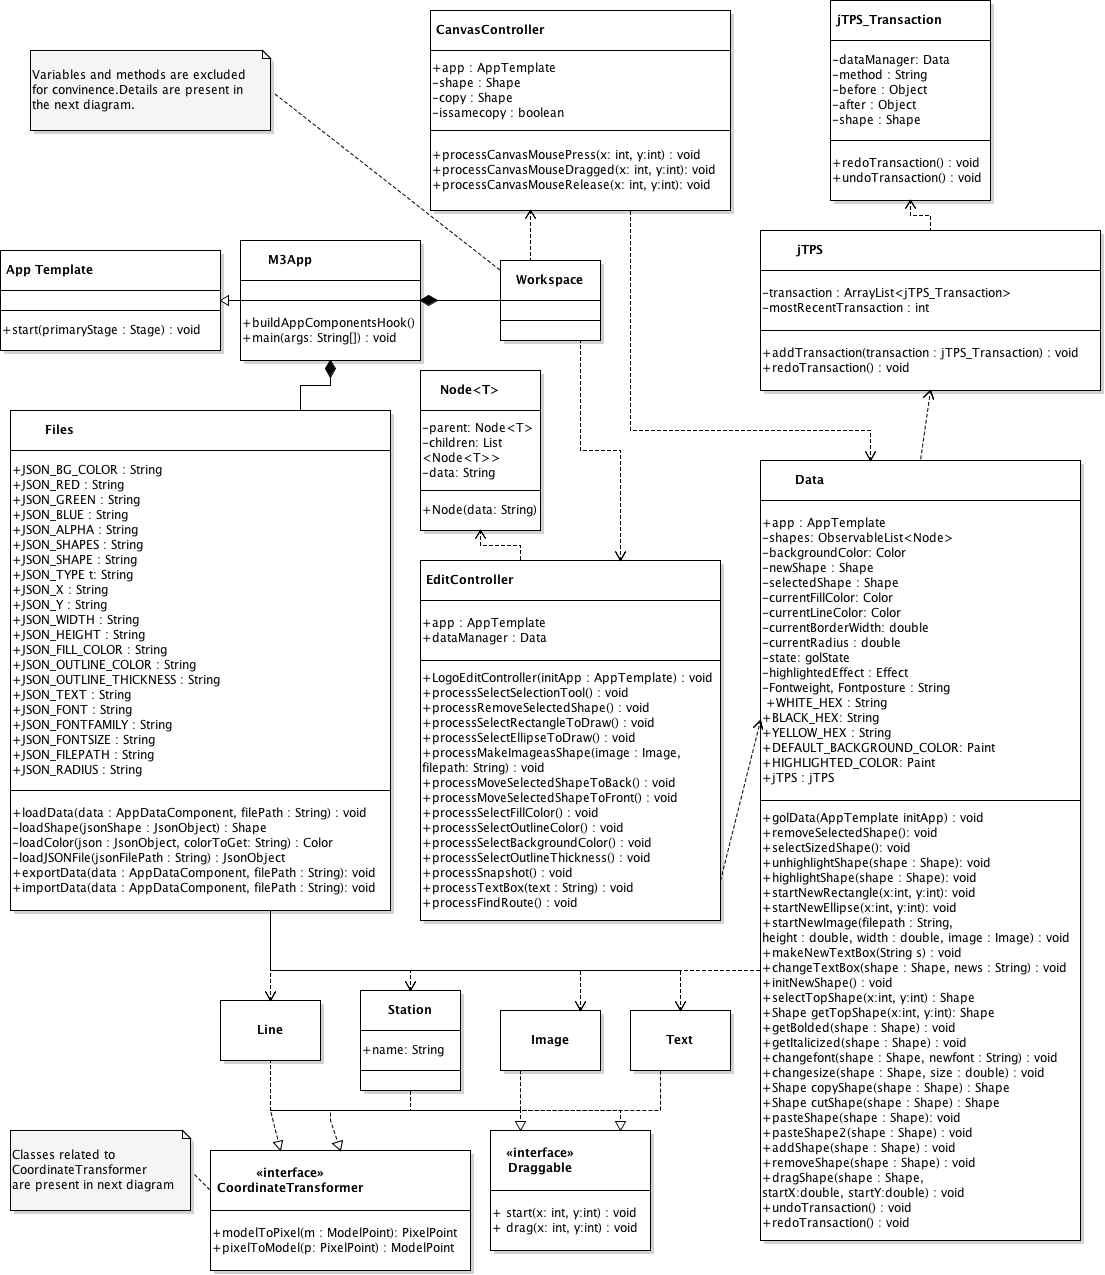 CanvasController
+app : AppTemplate
-shape : Shape
-copy : Shape
-issamecopy : boolean
+processCanvasMousePress(x: int, y:int) : void
+processCanvasMouseDragged(x: int, y:int): void
+processCanvasMouseRelease(x: int, y:int): void
jTPS_Transaction
-dataManager: Data
-method : String
-before : Object
-after : Object
-shape : Shape
+redoTransaction() : void
+undoTransaction() : void
Variables and methods are excluded
for convinence.Details are present in
the next diagram.
App Template
+start(primaryStage : Stage) : void
M3App
+buildAppComponentsHook()
+main(args: String[]) : void
Workspace
jTPS
-transaction : ArrayList<jTPS_Transaction>
-mostRecentTransaction : int
+addTransaction(transaction : jTPS_Transaction) : void
+redoTransaction() : void
Node<T>
-parent: Node<T>
-children: List
<Node<T>>
-data: String
+Node(data: String)
Files
+JSON_BG_COLOR : String
+JSON_RED : String
+JSON_GREEN : String
+JSON_BLUE : String
+JSON_ALPHA : String
+JSON_SHAPES : String
+JSON_SHAPE : String
+JSON_TYPE t: String
+JSON_X : String
+JSON_Y : String
+JSON_WIDTH : String
+JSON_HEIGHT : String
+JSON_FILL_COLOR : String
+JSON_OUTLINE_COLOR : String
+JSON_OUTLINE_THICKNESS : String
+JSON_TEXT : String
+JSON_FONT : String
+JSON_FONTFAMILY : String
+JSON_FONTSIZE : String
+JSON_FILEPATH : String
+JSON_RADIUS : String
+loadData(data : AppDataComponent, filePath : String) : void
-loadShape(jsonShape : JsonObject) : Shape
-loadColor(json : JsonObject, colorToGet: String) : Color
-loadJSONFile(jsonFilePath : String) : JsonObject
+exportData(data : AppDataComponent, filePath : String): void
+importData(data : AppDataComponent, filePath : String): void
EditController
+app : AppTemplate
+dataManager : Data
+LogoEditController(initApp : AppTemplate) : void
+processSelectSelectionTool() : void
+processRemoveSelectedShape() : void
+processSelectRectangleToDraw() : void
+processSelectEllipseToDraw() : void
+processMakeImageasShape(image : Image,
filepath: String) : void
+processMoveSelectedShapeToBack() : void
+processMoveSelectedShapeToFront() : void
+processSelectFillColor() : void
+processSelectOutlineColor() : void
+processSelectBackgroundColor() : void
+processSelectOutlineThickness() : void
+processSnapshot() : void
+processTextBox(text : String) : void
+processFindRoute() : void
Data
+app : AppTemplate
-shapes: ObservableList<Node>
-backgroundColor: Color
-newShape : Shape
-selectedShape : Shape
-currentFillColor: Color
-currentLineColor: Color
-currentBorderWidth: double
-currentRadius : double
-state: golState
-highlightedEffect : Effect
-Fontweight, Fontposture : String
+WHITE_HEX : String
+BLACK_HEX: String
+YELLOW_HEX : String
+DEFAULT_BACKGROUND_COLOR: Paint
+HIGHLIGHTED_COLOR: Paint
+jTPS : jTPS
+golData(AppTemplate initApp) : void
+removeSelectedShape(): void
+selectSizedShape(): void
+unhighlightShape(shape : Shape): void
+highlightShape(shape : Shape): void
+startNewRectangle(x:int, y:int): void
+startNewEllipse(x:int, y:int): void
+startNewImage(filepath : String,
height : double, width : double, image : Image) : void
+makeNewTextBox(String s) : void
+changeTextBox(shape : Shape, news : String) : void
+initNewShape() : void
+selectTopShape(x:int, y:int) : Shape
+Shape getTopShape(x:int, y:int): Shape
+getBolded(shape : Shape) : void
+getItalicized(shape : Shape) : void
+changefont(shape : Shape, newfont : String) : void
+changesize(shape : Shape, size : double) : void
+Shape copyShape(shape : Shape) : Shape
+Shape cutShape(shape : Shape) : Shape
+pasteShape(shape : Shape): void
+pasteShape2(shape : Shape) : void
+addShape(shape : Shape) : void
+removeShape(shape : Shape) : void
+dragShape(shape : Shape,
startX:double, startY:double) : void
+undoTransaction() : void
+redoTransaction() : void
Line
Station
+name: String
Image
Text
Classes related to
CoordinateTransformer
are present in next diagram
«interface»
CoordinateTransformer
+modelToPixel(m : ModelPoint): PixelPoint
+pixelToModel(p: PixelPoint) : ModelPoint
«interface»
Draggable
+ start(x: int, y:int) : void
+ drag(x: int, y:int) : void